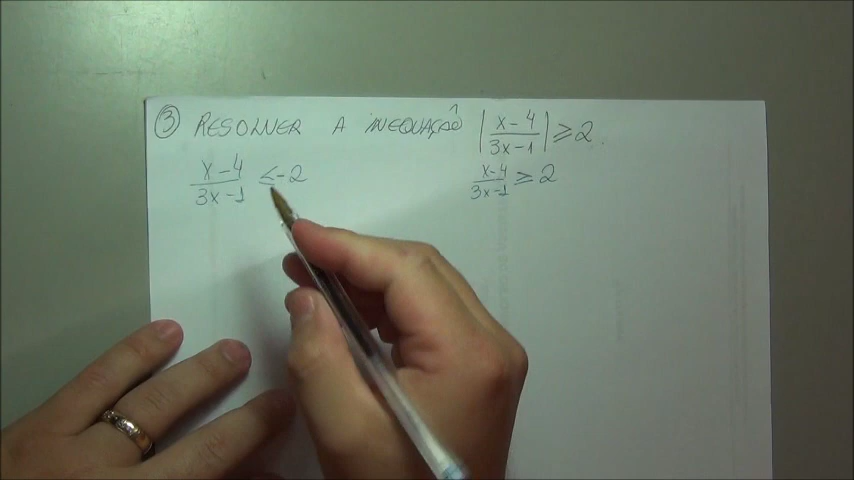 ③ RESOLVER A INEQUAÇÃO |x-4/3x-1| ≥ 2.
x-4/3x-1 ≤ -2
x-4/3x-1 ≥ 2